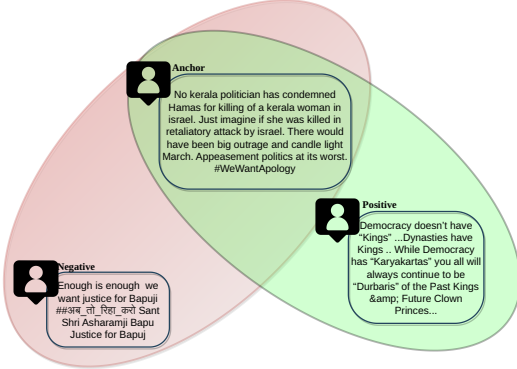 Anchor
No kerala politician has condemned
Hamas for killing of a kerala woman in
israel. Just imagine if she was killed in
retaliatory attack by israel. There would
have been big outrage and candle light
March. Appeasement politics at its worst.
#WeWantApology
Positive
Democracy doesn't have
“Kings” ...Dynasties have
Kings .. While Democracy
has “Karyakartas” you all will
always continue to be
“Durbaris” of the Past Kings
&amp; Future Clown
Princes...
Negative
Enough is enough we
want justice for Bapuji
##अब_तो_रिहा_करो Sant
Shri Asharamji Bapu
Justice for Bapuj